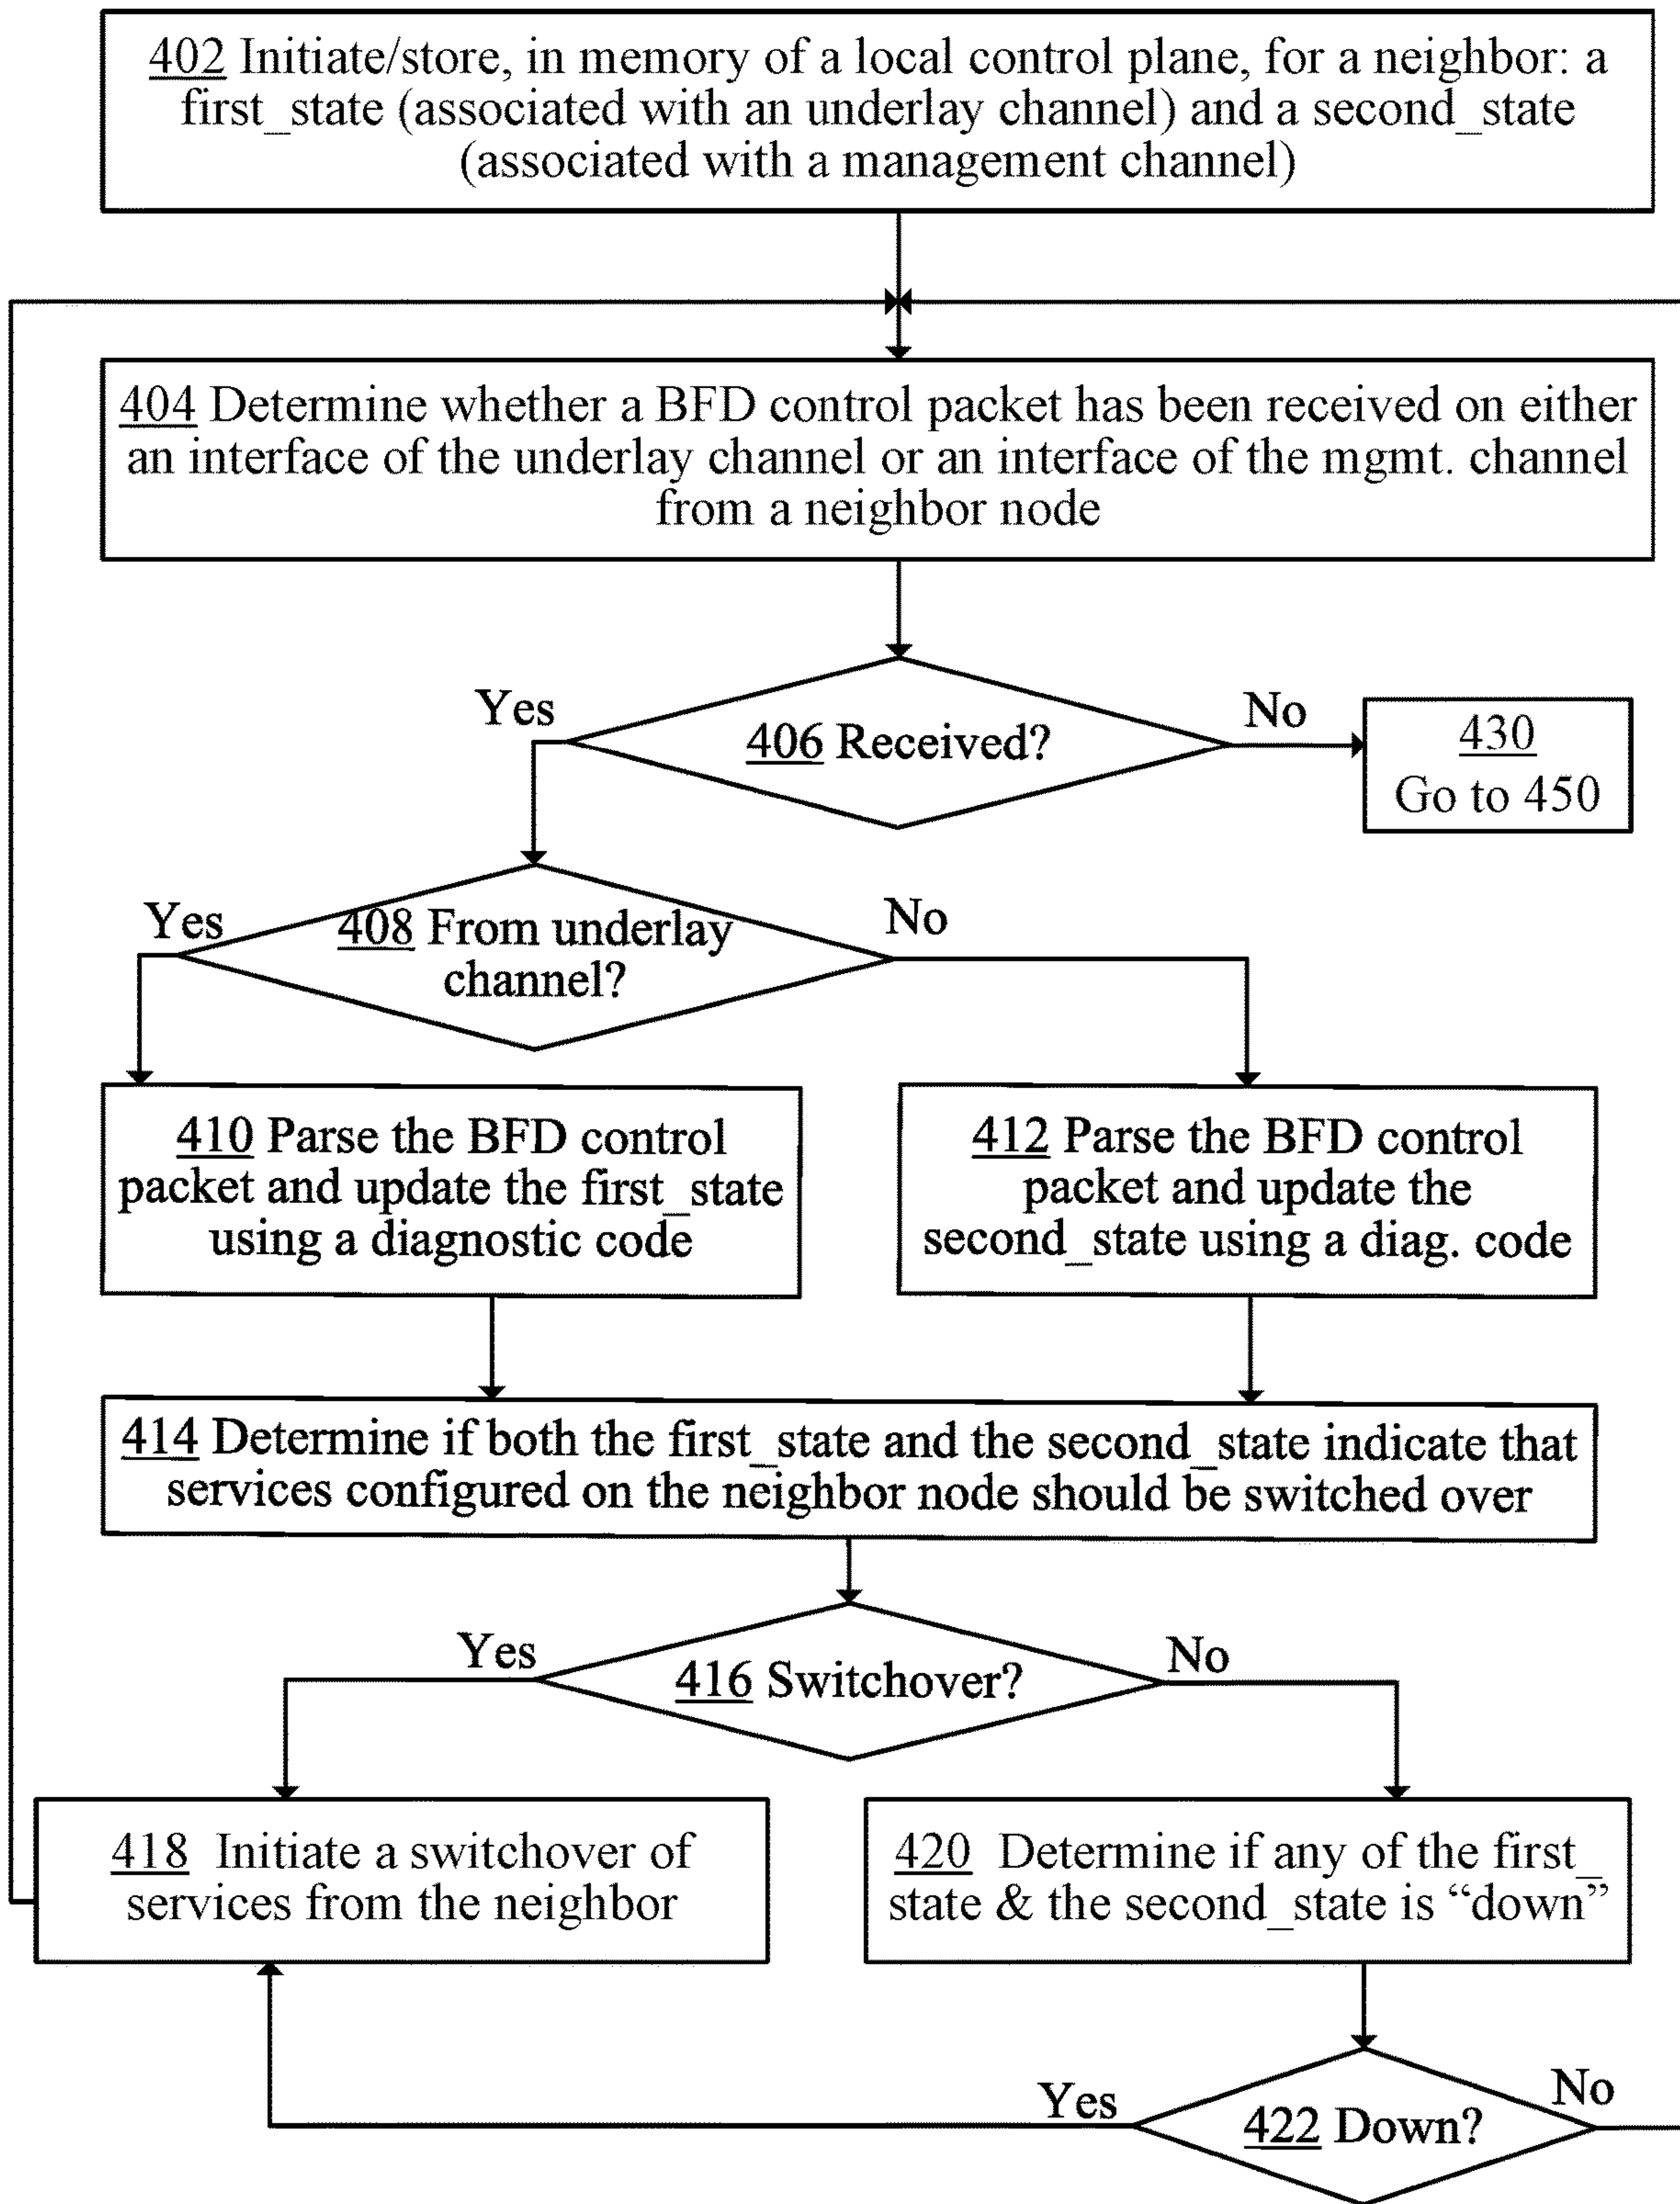 402 Initiate/store, in memory of a local control plane, for a neighbor: a
first_state (associated with an underlay channel) and a second_state
(associated with a management channel)
404 Determine whether a BFD control packet has been received on either
an interface of the underlay channel or an interface of the mgmt. channel
from a neighbor node
Yes
406 Received?
No
430
Go to 450
Yes
408 From underlay
channel?
No
410 Parse the BFD control
packet and update the first_state
using a diagnostic code
412 Parse the BFD control
packet and update the
second_state using a diag. code
414 Determine if both the first_state and the second_state indicate that
services configured on the neighbor node should be switched over
Yes
416 Switchover?
No
418 Initiate a switchover of
services from the neighbor
420 Determine if any of the first_
state & the second_state is “down”
Yes
422 Down?
No